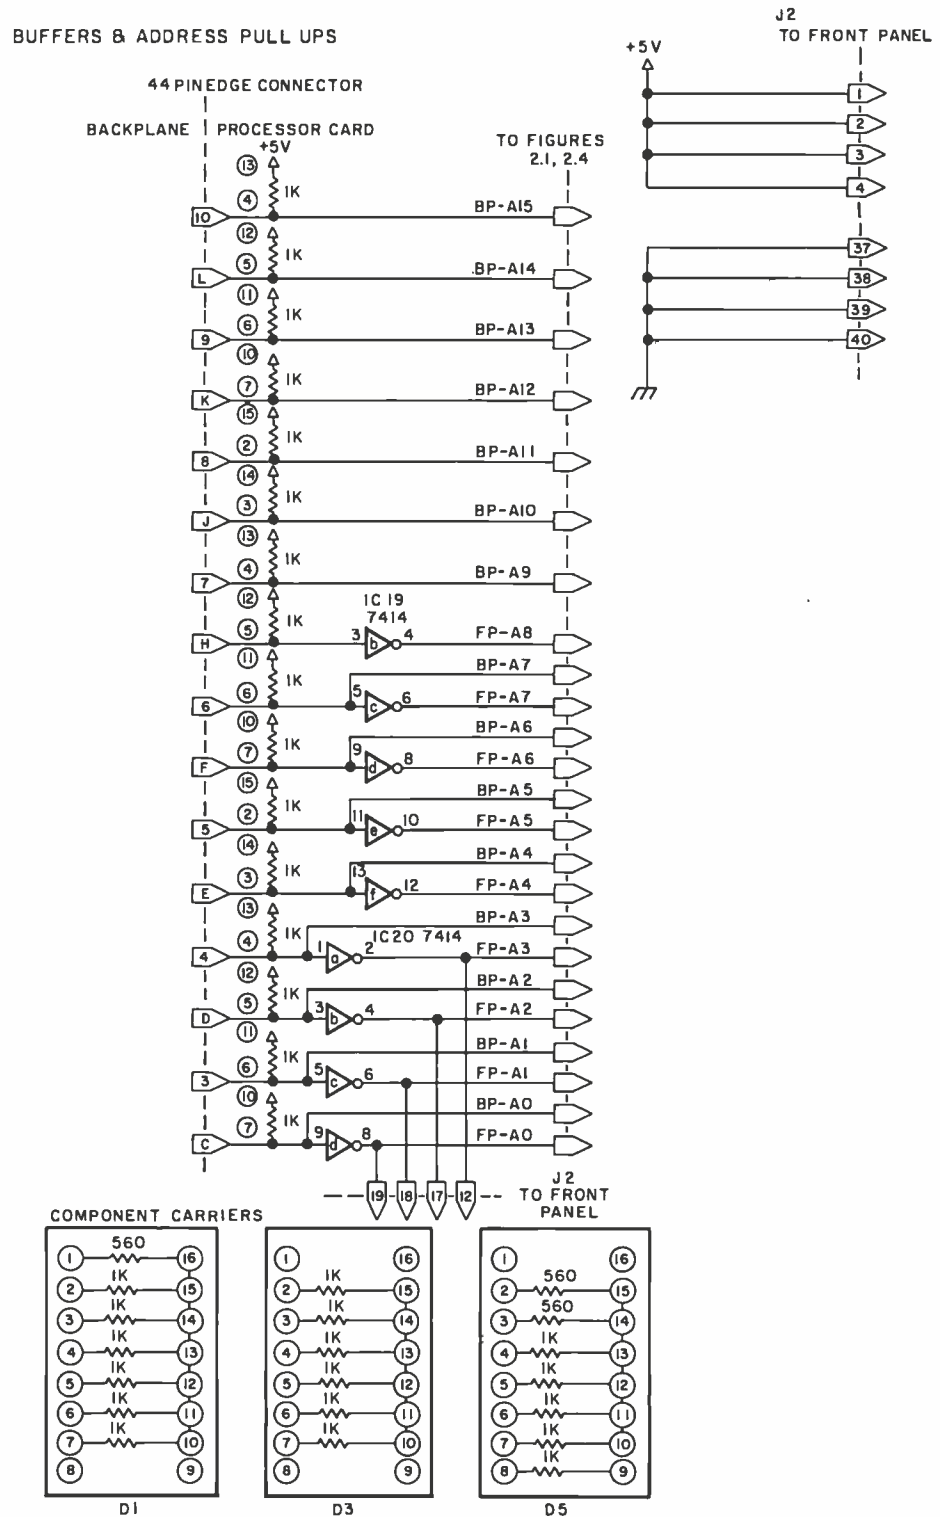 J2
TO FRONT PANEL
BUFFERS & ADDRESS PULL UPS
+5V
44 PIN EDGE CONNECTOR
1
2
3
4
BACKPLANE PROCESSOR CARD
+5V
TO FIGURES
2.1, 2.4
13
1K
4
10 BP-A15
12
1K
5
L BP-A14
37
38
39
40
11
1K
6
9 BP-A13
10
1K
7
K BP-A12
15
1K
2
8 BP-A11
14
1K
3
J BP-A10
13
1K
4
7 BP-A9
12
1K
IC 19
7414
5
H 3 b 4 FP-A8
11
1K
BP-A7
6
6 5 c 6 FP-A7
10
1K
BP-A6
7
F 9 d 8 FP-A6
15
1K
BP-A5
2
5 11 e 10 FP-A5
14
1K
BP-A4
3
E 13 f 12 FP-A4
13
1K
BP-A3
IC20 7414
4
4 1 a 2 FP-A3
12
1K
BP-A2
5
D 3 b 4 FP-A2
11
1K
BP-A1
6
3 5 c 6 FP-A1
10
1K
BP-A0
7
C 9 d 8 FP-A0
19 18 17 12
J2
TO FRONT
PANEL
COMPONENT CARRIERS
1 560 16
2 1K 15
3 1K 14
4 1K 13
5 1K 12
6 1K 11
7 1K 10
8 9
D1
1 16
2 1K 15
3 1K 14
4 1K 13
5 1K 12
6 1K 11
7 1K 10
8 9
D3
1 16
2 560 15
3 560 14
4 1K 13
5 1K 12
6 1K 11
7 1K 10
8 1K 9
D5